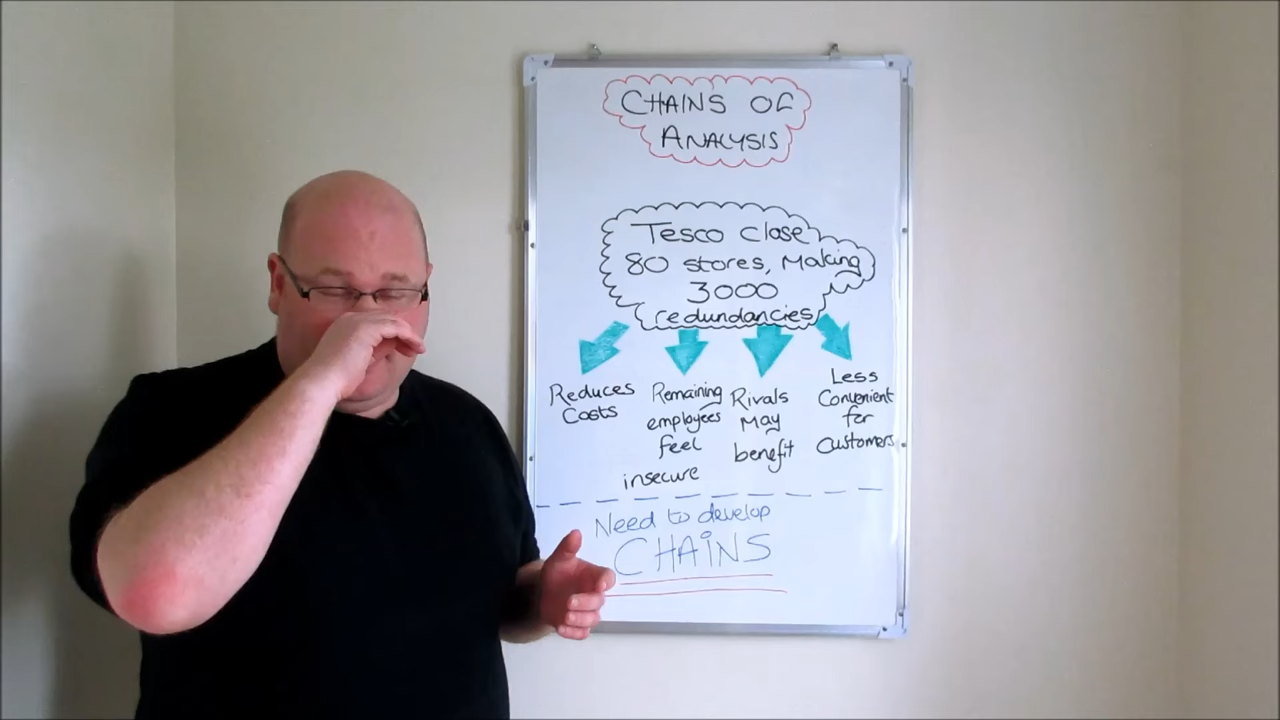 CHAINS OF
ANALYSIS
Tesco close
80 stores, Making
3000
redundancies
Reduces
Costs
Remaining
employees
feel
insecure
Rivals
May
benefit
Less
Convenient
for
Customers
Need to develop
CHAINS